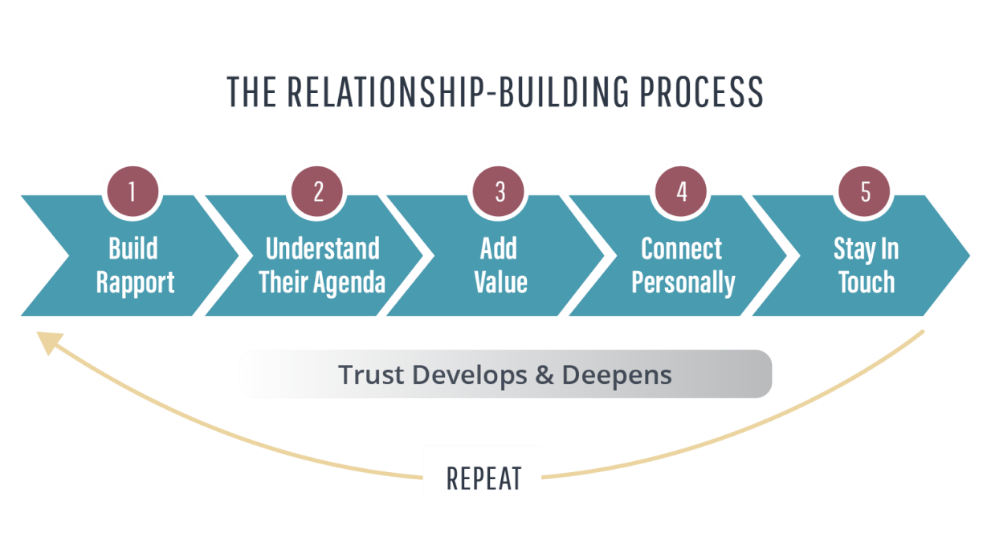 THE RELATIONSHIP-BUILDING PROCESS
1
Build
Rapport
2
Understand
Their Agenda
3
Add
Value
4
Connect
Personally
5
Stay In
Touch
Trust Develops & Deepens
REPEAT